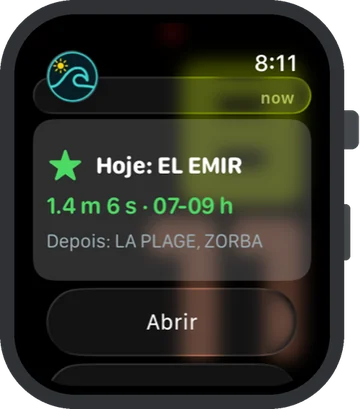 8:11
now
Hoje: EL EMIR
1.4 m 6 s · 07-09 h
Depois: LA PLAGE, ZORBA
Abrir